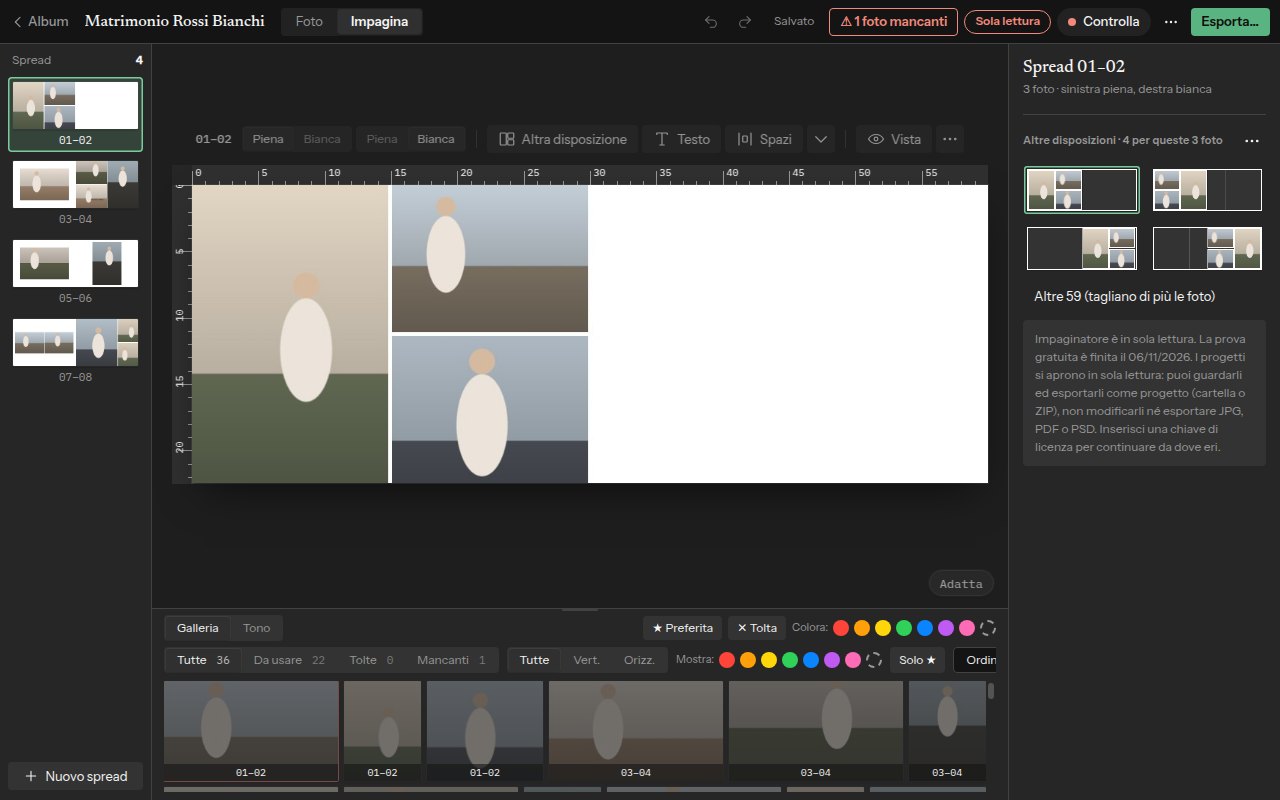 Album
Matrimonio Rossi Bianchi
Foto
Impagina
Salvato
1 foto mancanti
Sola lettura
Controlla
Esporta…
Spread
4
01–02
03–04
05–06
07–08
Nuovo spread
01–02
Piena
Bianca
Piena
Bianca
Altra disposizione
Testo
Spazi
Vista
0 5 10 15 20 25 30 35 40 45 50 55
0
5
10
15
20
Adatta
Galleria
Tono
★ Preferita
✕ Tolta
Colora:
Tutte 36
Da usare 22
Tolte 0
Mancanti 1
Tutte
Vert.
Orizz.
Mostra:
Solo ★
Ordin
01–02
01–02
01–02
03–04
03–04
03–04
Spread 01–02
3 foto · sinistra piena, destra bianca
Altre disposizioni · 4 per queste 3 foto
Altre 59 (tagliano di più le foto)
Impaginatore è in sola lettura. La prova
gratuita è finita il 06/11/2026. I progetti
si aprono in sola lettura: puoi guardarli
ed esportarli come progetto (cartella o
ZIP), non modificarli né esportare JPG,
PDF o PSD. Inserisci una chiave di
licenza per continuare da dove eri.